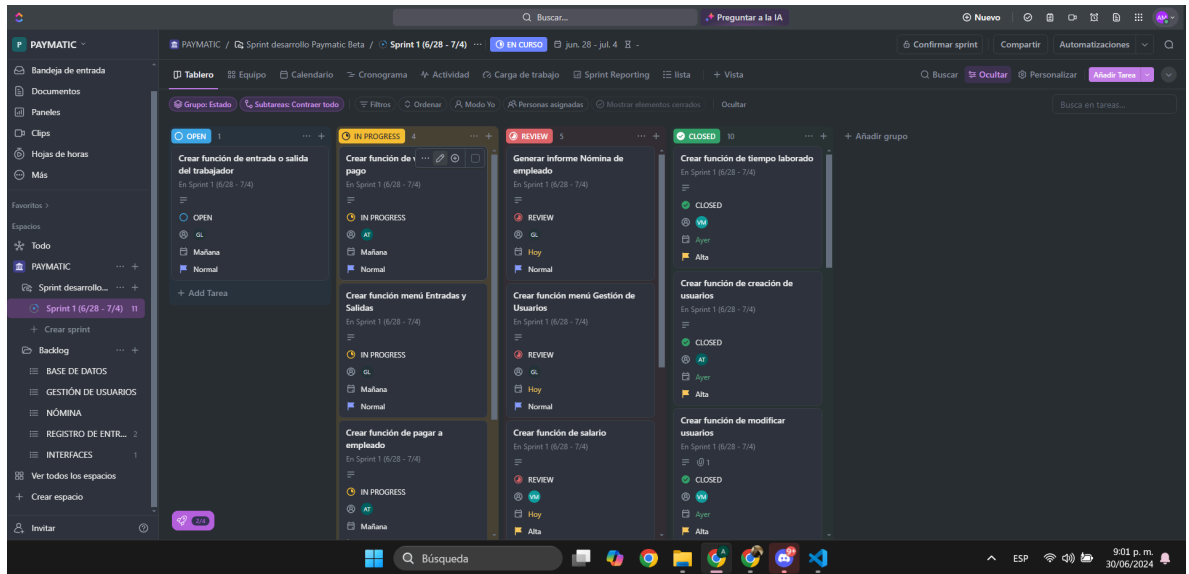 Buscar...
Preguntar a la IA
Nuevo
AM
P PAYMATIC
PAYMATIC / Sprint desarrollo Paymatic Beta / Sprint 1 (6/28 - 7/4) ··· EN CURSO jun. 28 - jul. 4 -
Confirmar sprint
Compartir
Automatizaciones
Bandeja de entrada
Documentos
Paneles
Clips
Hojas de horas
Más
Favoritos >
Espacios
Todo
PAYMATIC ··· +
Sprint desarrollo... ··· +
Sprint 1 (6/28 - 7/4) 11
+ Crear sprint
Backlog ··· +
BASE DE DATOS
GESTIÓN DE USUARIOS
NÓMINA
REGISTRO DE ENTR... 2
INTERFACES 1
Ver todos los espacios
+ Crear espacio
Invitar
Tablero Equipo Calendario Cronograma Actividad Carga de trabajo Sprint Reporting lista + Vista
Buscar Ocultar Personalizar Añadir Tarea
Grupo: Estado Subtareas: Contraer todo Filtros Ordenar Modo Yo Personas asignadas Mostrar elementos cerrados Ocultar
Busca en tareas...
OPEN 1 ··· +
Crear función de entrada o salida
del trabajador
En Sprint 1 (6/28 - 7/4)
OPEN
GL
Mañana
Normal
+ Add Tarea
2/4
IN PROGRESS 4 ··· +
Crear función de
pago
En Sprint 1 (6/28 - 7/4)
IN PROGRESS
AT
Mañana
Normal
Crear función menú Entradas y
Salidas
En Sprint 1 (6/28 - 7/4)
IN PROGRESS
GL
Mañana
Normal
Crear función de pagar a
empleado
En Sprint 1 (6/28 - 7/4)
IN PROGRESS
AT
Mañana
REVIEW 5 ··· +
Generar informe Nómina de
empleado
En Sprint 1 (6/28 - 7/4)
REVIEW
GL
Hoy
Normal
Crear función menú Gestión de
Usuarios
En Sprint 1 (6/28 - 7/4)
REVIEW
GL
Hoy
Normal
Crear función de salario
En Sprint 1 (6/28 - 7/4)
REVIEW
VM
Hoy
Alta
CLOSED 10 ··· +
Crear función de tiempo laborado
En Sprint 1 (6/28 - 7/4)
CLOSED
VM
Ayer
Alta
Crear función de creación de
usuarios
En Sprint 1 (6/28 - 7/4)
CLOSED
AT
Ayer
Alta
Crear función de modificar
usuarios
En Sprint 1 (6/28 - 7/4)
1
CLOSED
VM
Ayer
Alta
+ Añadir grupo
Búsqueda
ESP
9:01 p. m.
30/06/2024